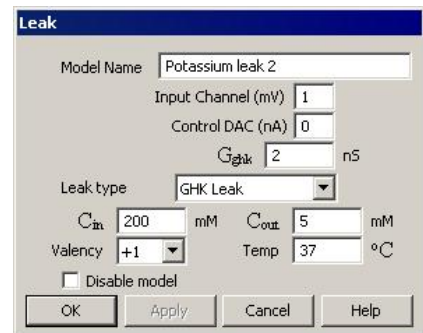 Leak
Model Name Potassium leak 2
Input Channel (mV) 1
Control DAC (nA) 0
Gghk 2 nS
Leak type GHK Leak
Cin 200 mM Cout 5 mM
Valency +1 Temp 37 °C
Disable model
OK Apply Cancel Help